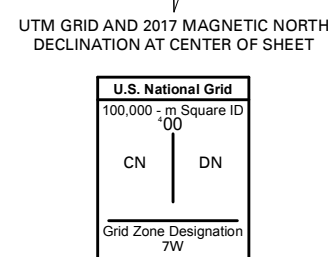 UTM GRID AND 2017 MAGNETIC NORTH
DECLINATION AT CENTER OF SHEET
U.S. National Grid
100,000 - m Square ID
⁴00
CN DN
Grid Zone Designation
7W